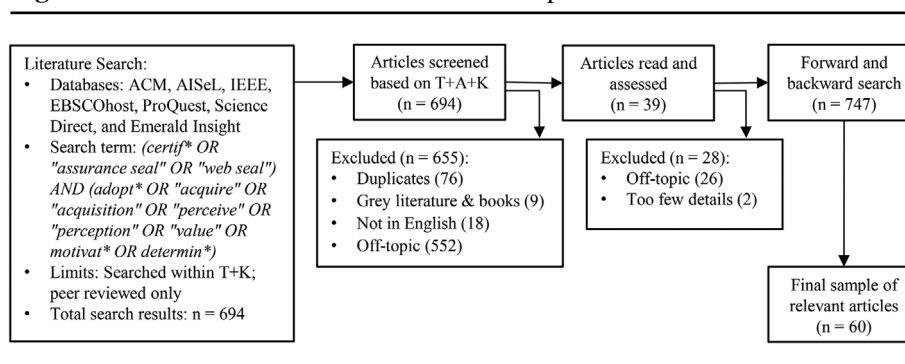 Literature Search:
• Databases: ACM, AISeL, IEEE,
EBSCOhost, ProQuest, Science
Direct, and Emerald Insight
• Search term: (certif* OR
"assurance seal" OR "web seal")
AND (adopt* OR "acquire" OR
"acquisition" OR "perceive" OR
"perception" OR "value" OR
motivat* OR determin*)
• Limits: Searched within T+K;
peer reviewed only
• Total search results: n = 694
Articles screened
based on T+A+K
(n = 694)
Excluded (n = 655):
• Duplicates (76)
• Grey literature & books (9)
• Not in English (18)
• Off-topic (552)
Articles read and
assessed
(n = 39)
Excluded (n = 28):
• Off-topic (26)
• Too few details (2)
Forward and
backward search
(n = 747)
Final sample of
relevant articles
(n = 60)